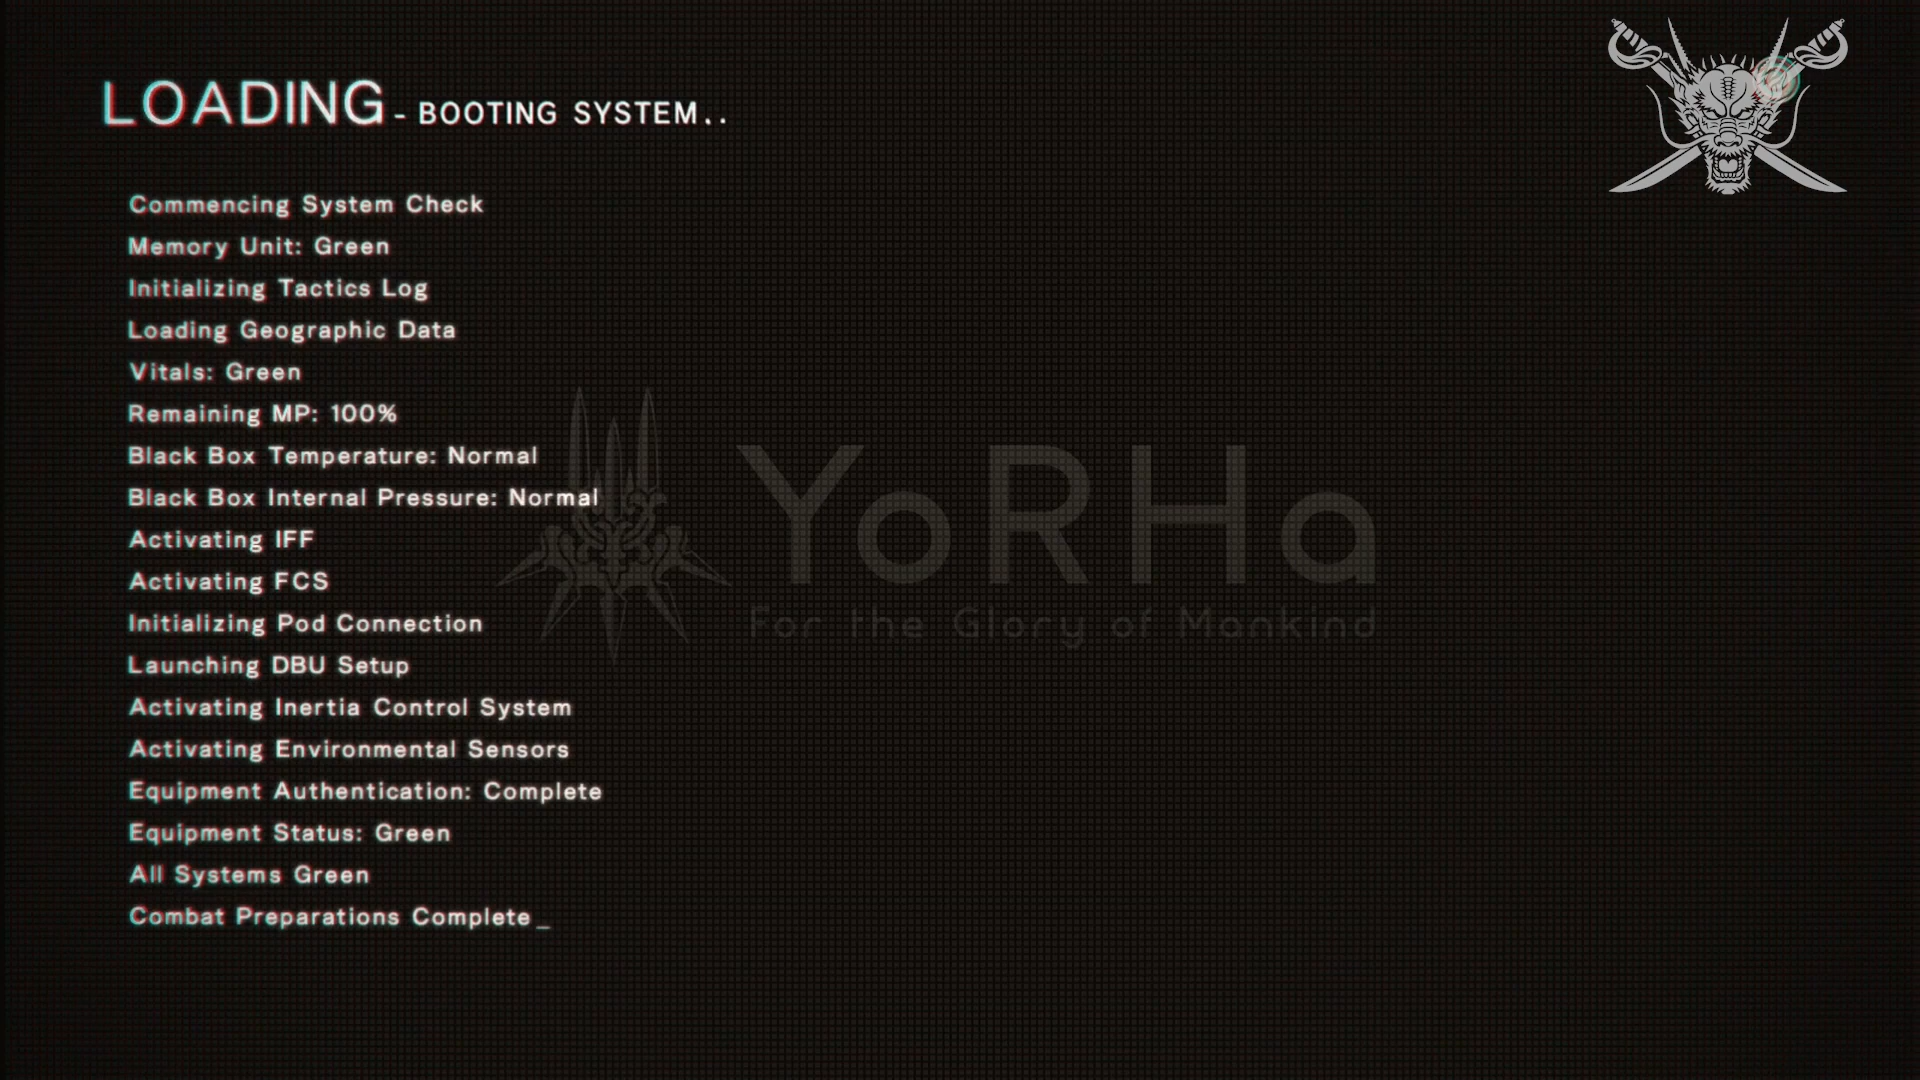 LOADING - BOOTING SYSTEM..
Commencing System Check
Memory Unit: Green
Initializing Tactics Log
Loading Geographic Data
Vitals: Green
Remaining MP: 100%
Black Box Temperature: Normal
Black Box Internal Pressure: Normal
Activating IFF
Activating FCS
Initializing Pod Connection
Launching DBU Setup
Activating Inertia Control System
Activating Environmental Sensors
Equipment Authentication: Complete
Equipment Status: Green
All Systems Green
Combat Preparations Complete _
YoRHa
For the Glory of Mankind